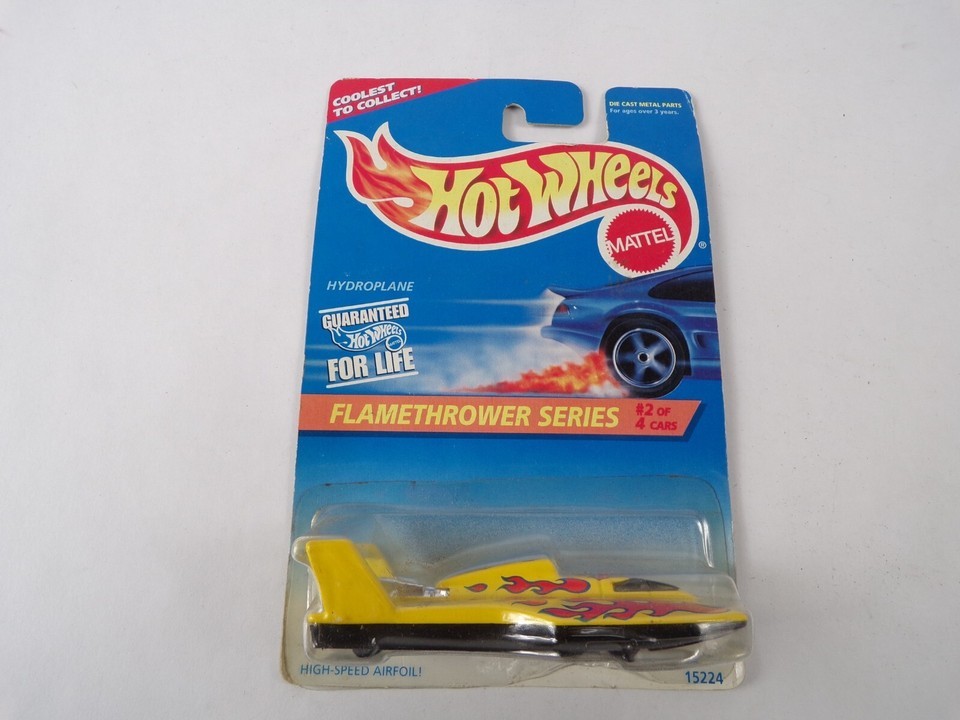 COOLEST
TO COLLECT!
DIE CAST METAL PARTS
For ages over 3 years.
Hot Wheels
MATTEL
®
HYDROPLANE
GUARANTEED
Hot Wheels
FOR LIFE
FLAMETHROWER SERIES
#2 OF
4 CARS
HIGH-SPEED AIRFOIL!
15224